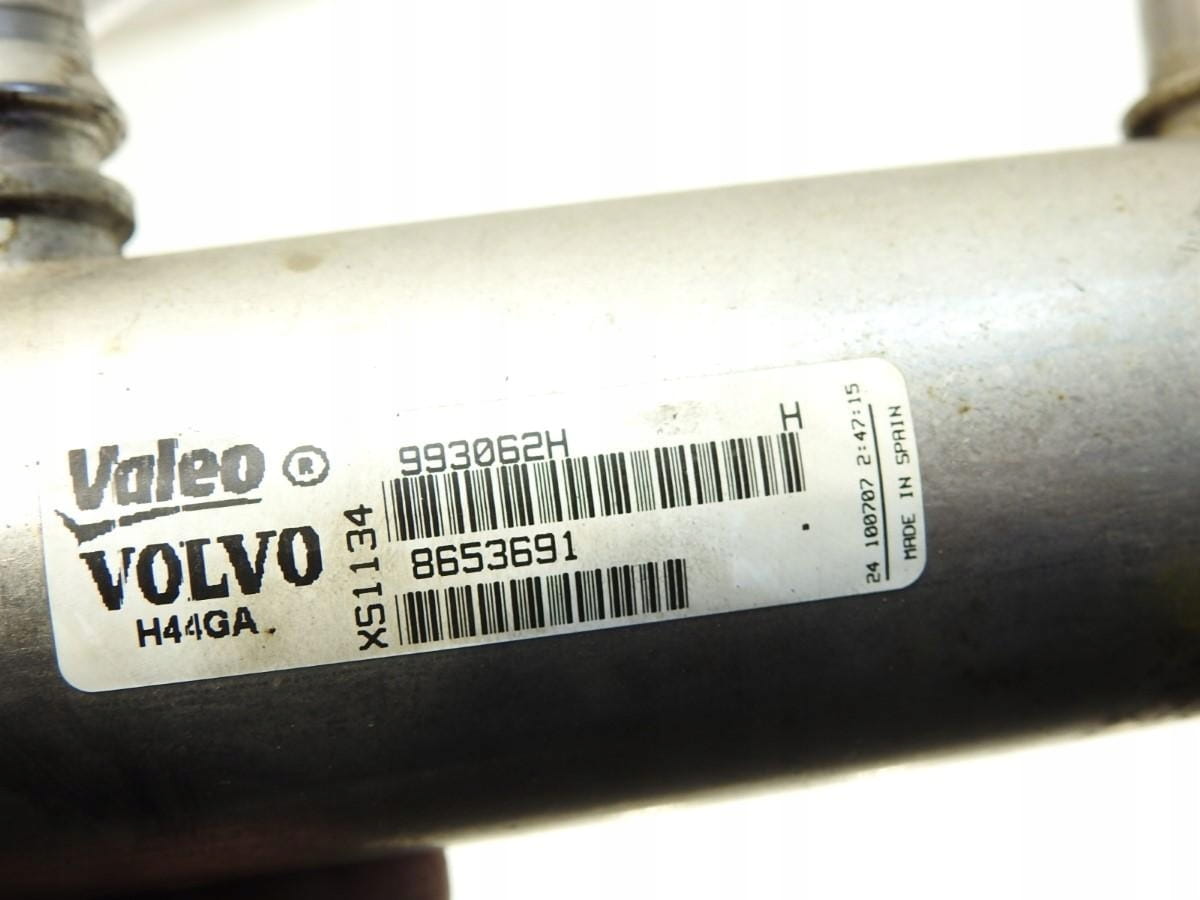 Valeo ®
VOLVO
H44GA
XS1134
993062H
H
8653691
24 100707 2:47:15
MADE IN SPAIN